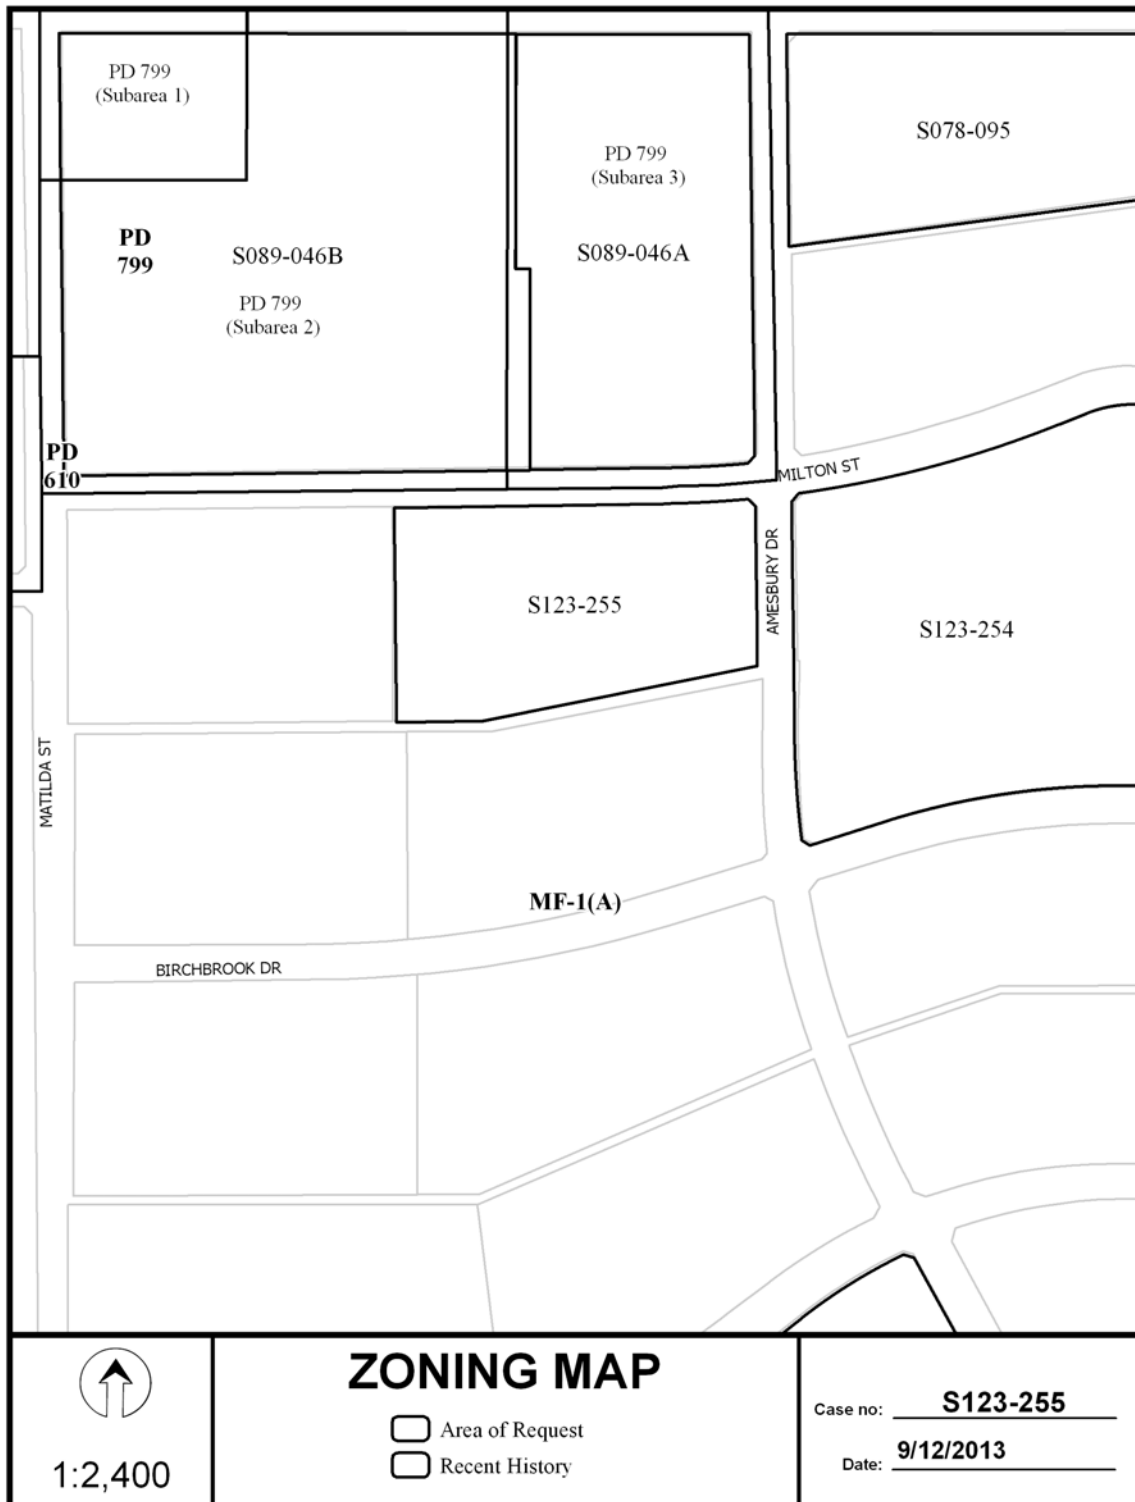 PD 799
(Subarea 1)
S078-095
PD 799
(Subarea 3)
PD
799
S089-046B
S089-046A
PD 799
(Subarea 2)
PD
610
MILTON ST
AMESBURY DR
S123-255
S123-254
MATILDA ST
MF-1(A)
BIRCHBROOK DR
1:2,400
ZONING MAP
Area of Request
Recent History
Case no: S123-255
Date: 9/12/2013